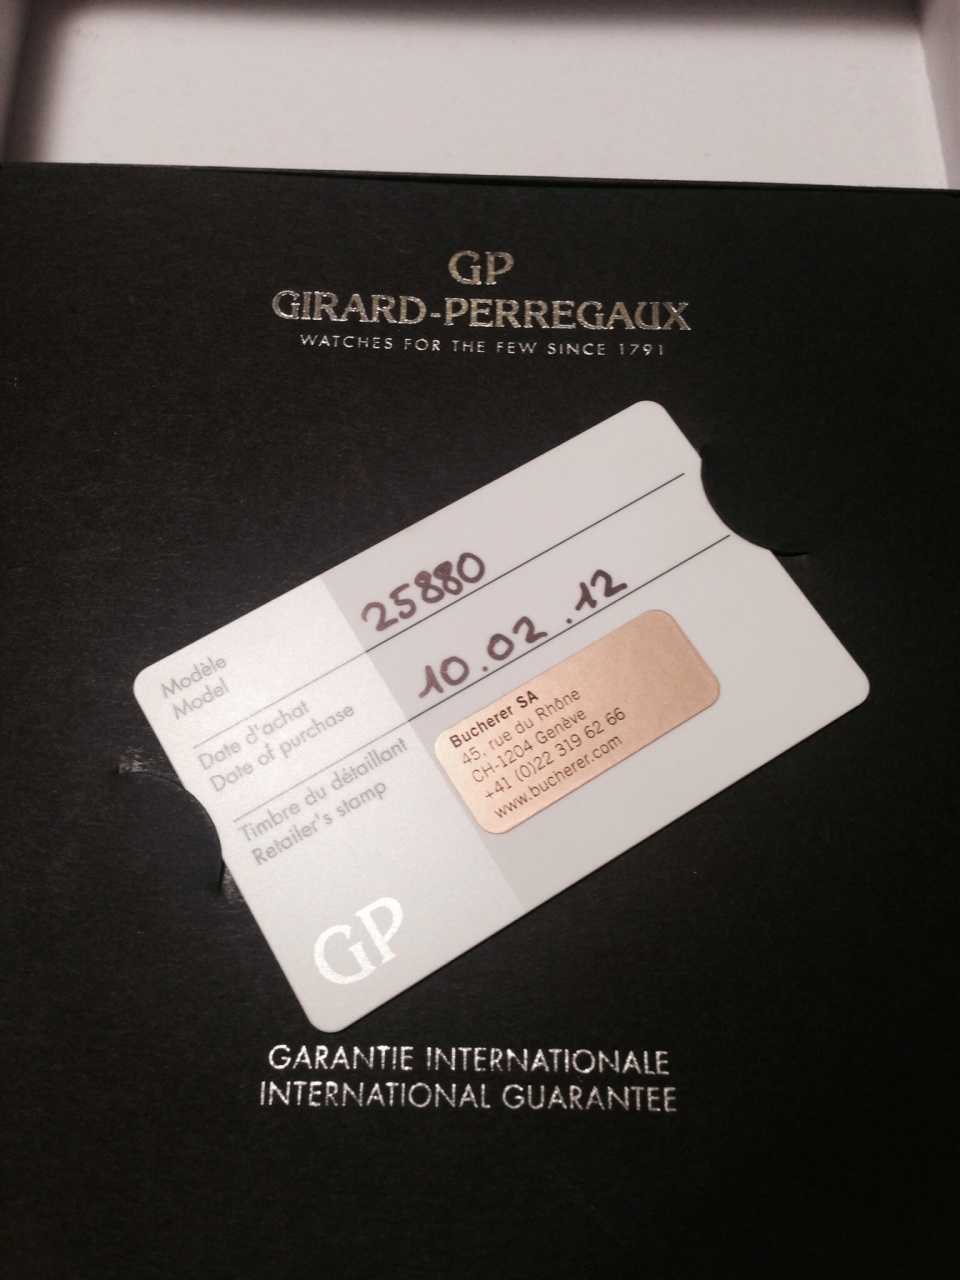 GP
GIRARD-PERREGAUX
WATCHES FOR THE FEW SINCE 1791
Modèle
Model
25880
Date d'achat
Date of purchase
10.02.12
Timbre du détaillant
Retailer's stamp
Bucherer SA
45, rue du Rhône
CH-1204 Genève
+41 (0)22 319 62 66
www.bucherer.com
GP
GARANTIE INTERNATIONALE
INTERNATIONAL GUARANTEE